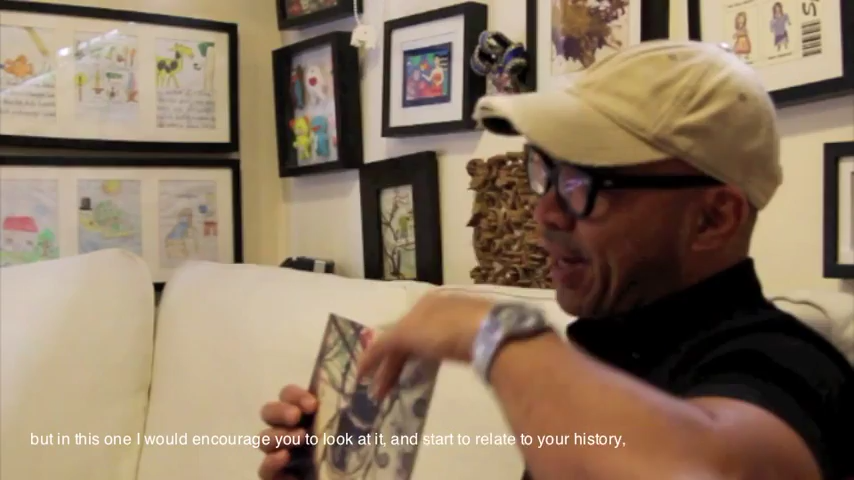 but in this one I would encourage you to look at it, and start to relate to your history,